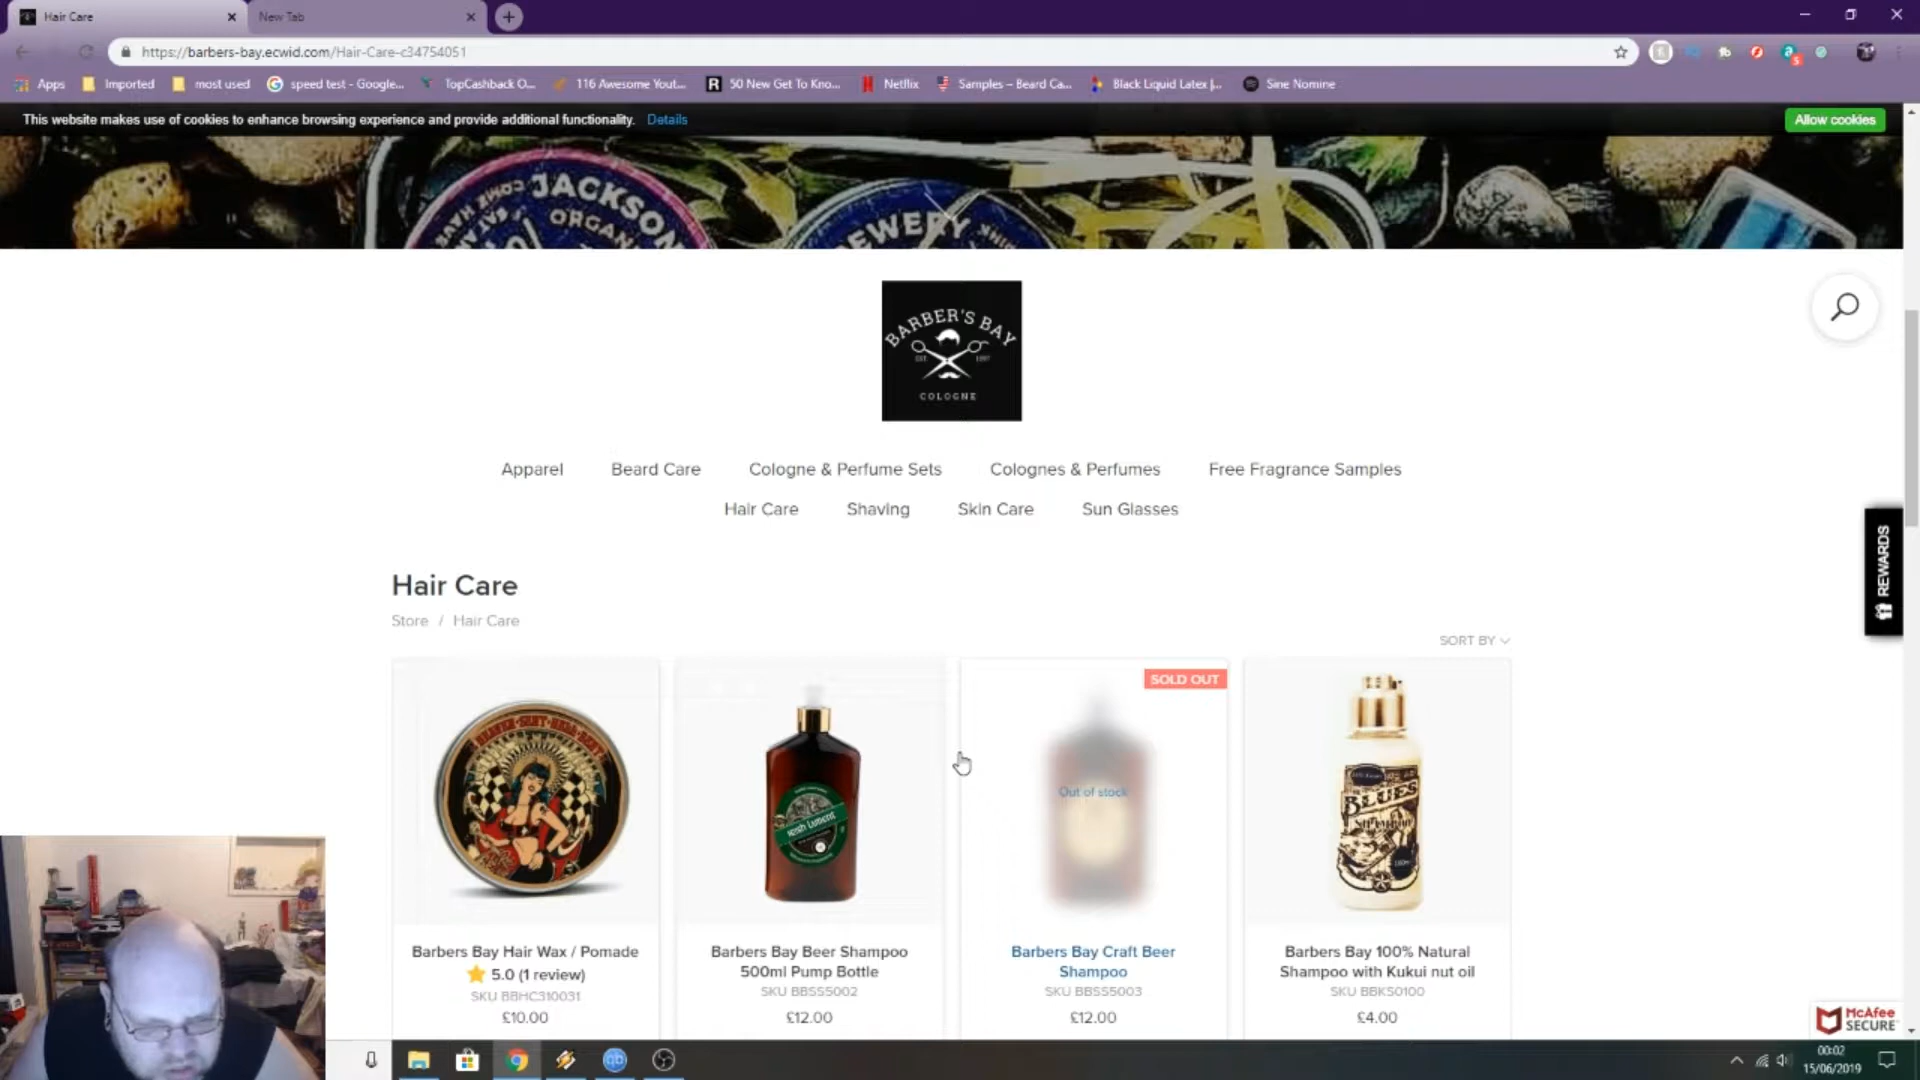 Hair Care
New Tab
https://barbers-bay.ecwid.com/Hair-Care-c34754051
Apps
Imported
most used
speed test - Google...
TopCashback O...
116 Awesome Yout...
50 New Get To Kno...
Netflix
Samples – Beard Ca...
Black Liquid Latex |...
Sine Nomine
This website makes use of cookies to enhance browsing experience and provide additional functionality. Details
Allow cookies
JACKSON
ORGAN
COME HAVE
EWERY
BARBER'S BAY
COLOGNE
Apparel
Beard Care
Cologne & Perfume Sets
Colognes & Perfumes
Free Fragrance Samples
Hair Care
Shaving
Skin Care
Sun Glasses
REWARDS
Hair Care
Store / Hair Care
SORT BY
SOLD OUT
Out of stock
Irish Lament
BLUES
Barbers Bay Hair Wax / Pomade
5.0 (1 review)
SKU BBHC310031
£10.00
Barbers Bay Beer Shampoo
500ml Pump Bottle
SKU BBSS5002
£12.00
Barbers Bay Craft Beer
Shampoo
SKU BBSS5003
£12.00
Barbers Bay 100% Natural
Shampoo with Kukui nut oil
SKU BBKS0100
£4.00
McAfee
SECURE
00:02
15/06/2019